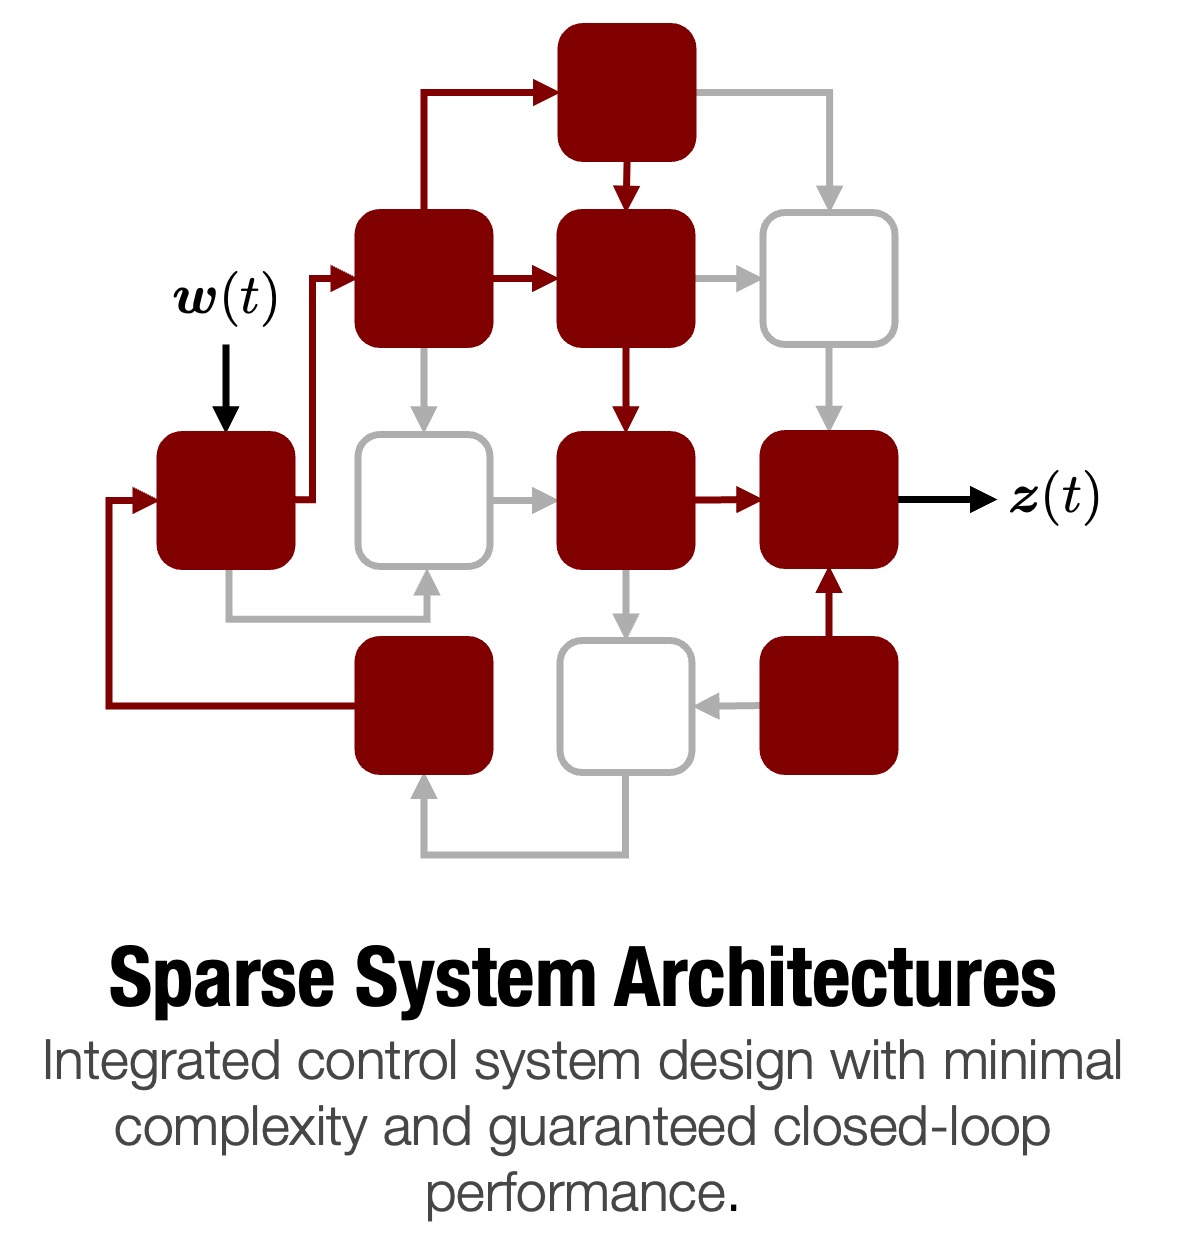 w(t)
z(t)
Sparse System Architectures
Integrated control system design with minimal
complexity and guaranteed closed-loop
performance.